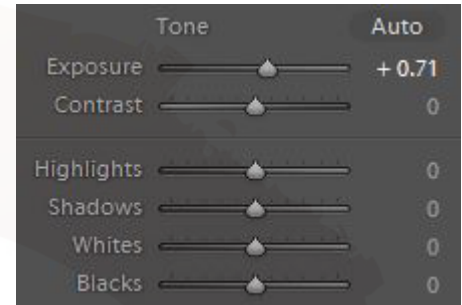 Tone Auto
Exposure + 0.71
Contrast 0
Highlights 0
Shadows 0
Whites 0
Blacks 0